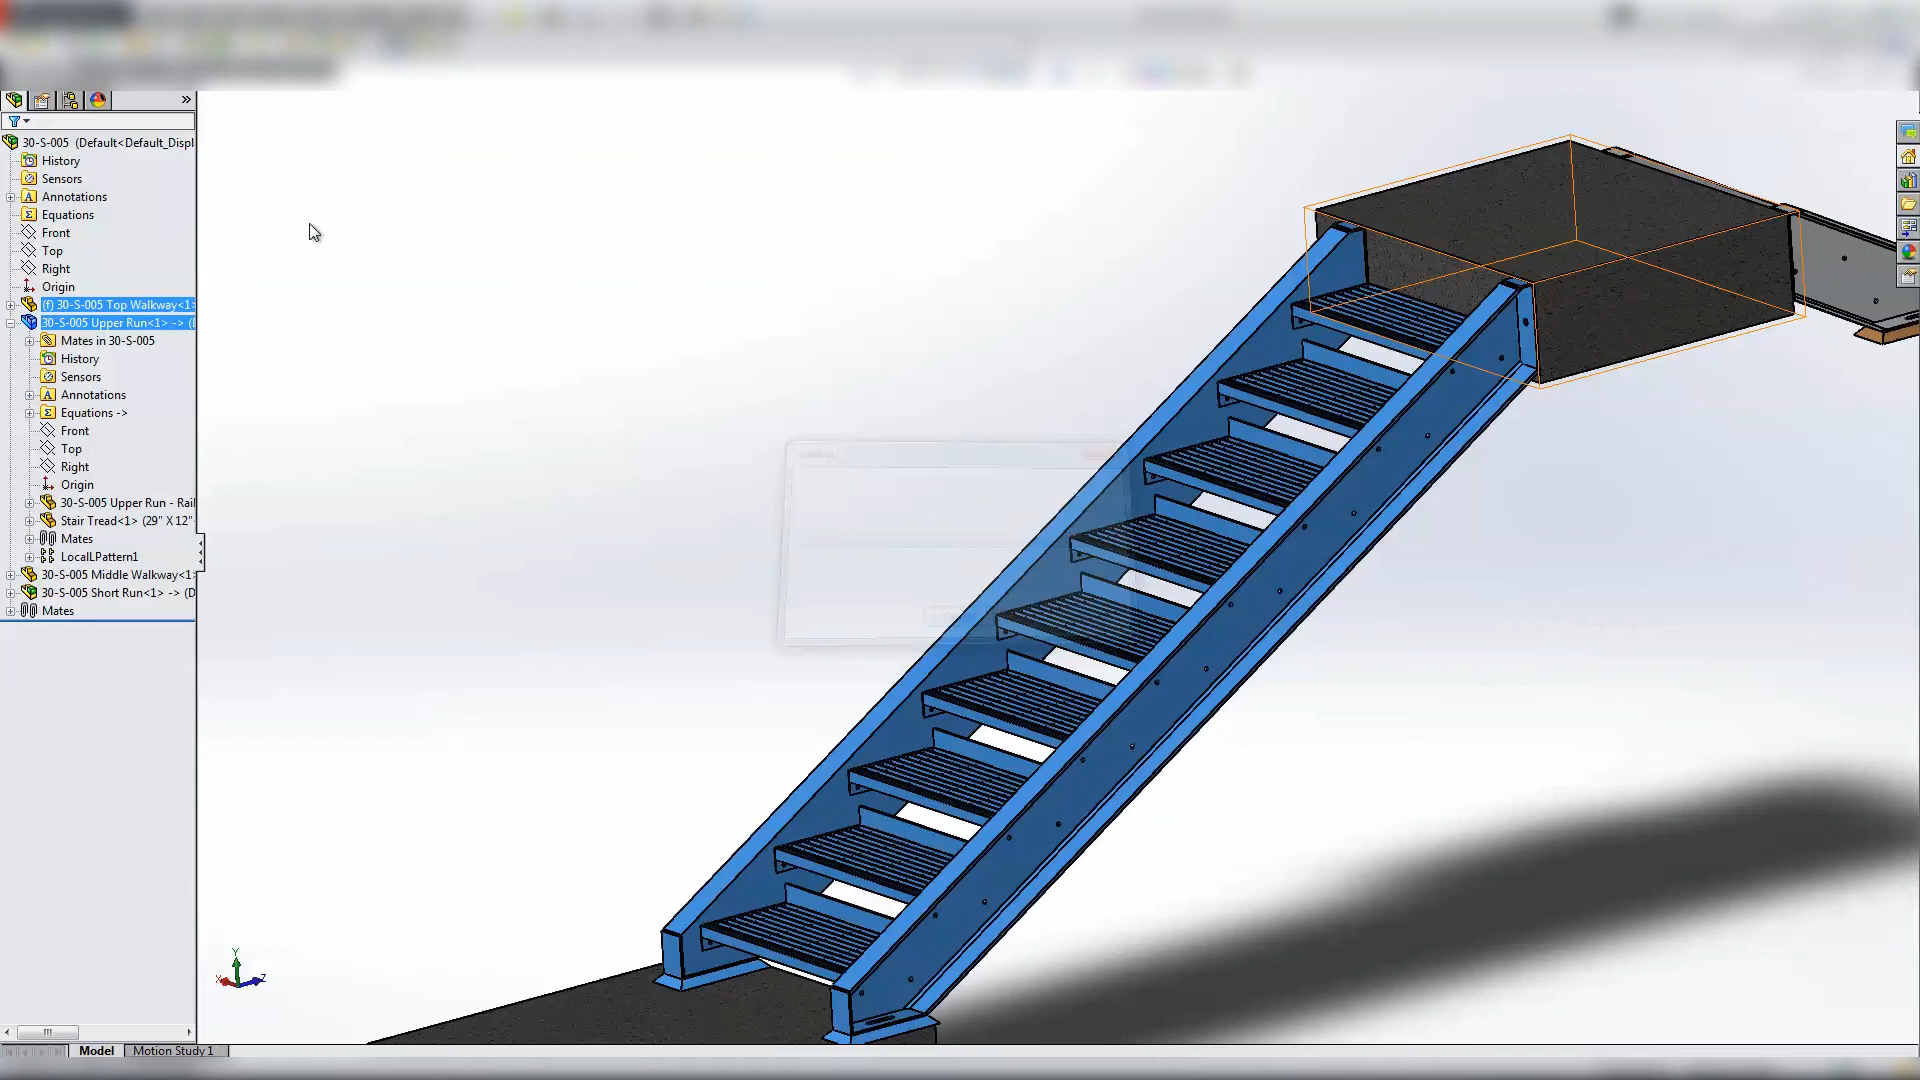 30-S-005 (Default<Default_Displ
History
Sensors
Annotations
Equations
Front
Top
Right
Origin
(f) 30-S-005 Top Walkway<1>
30-S-005 Upper Run<1> -> (D
Mates in 30-S-005
History
Sensors
Annotations
Equations ->
Front
Top
Right
Origin
30-S-005 Upper Run - Rail
Stair Tread<1> (29" X 12"
Mates
LocalLPattern1
30-S-005 Middle Walkway<1>
30-S-005 Short Run<1> -> (D
Mates
Y
X
Z
Model
Motion Study 1